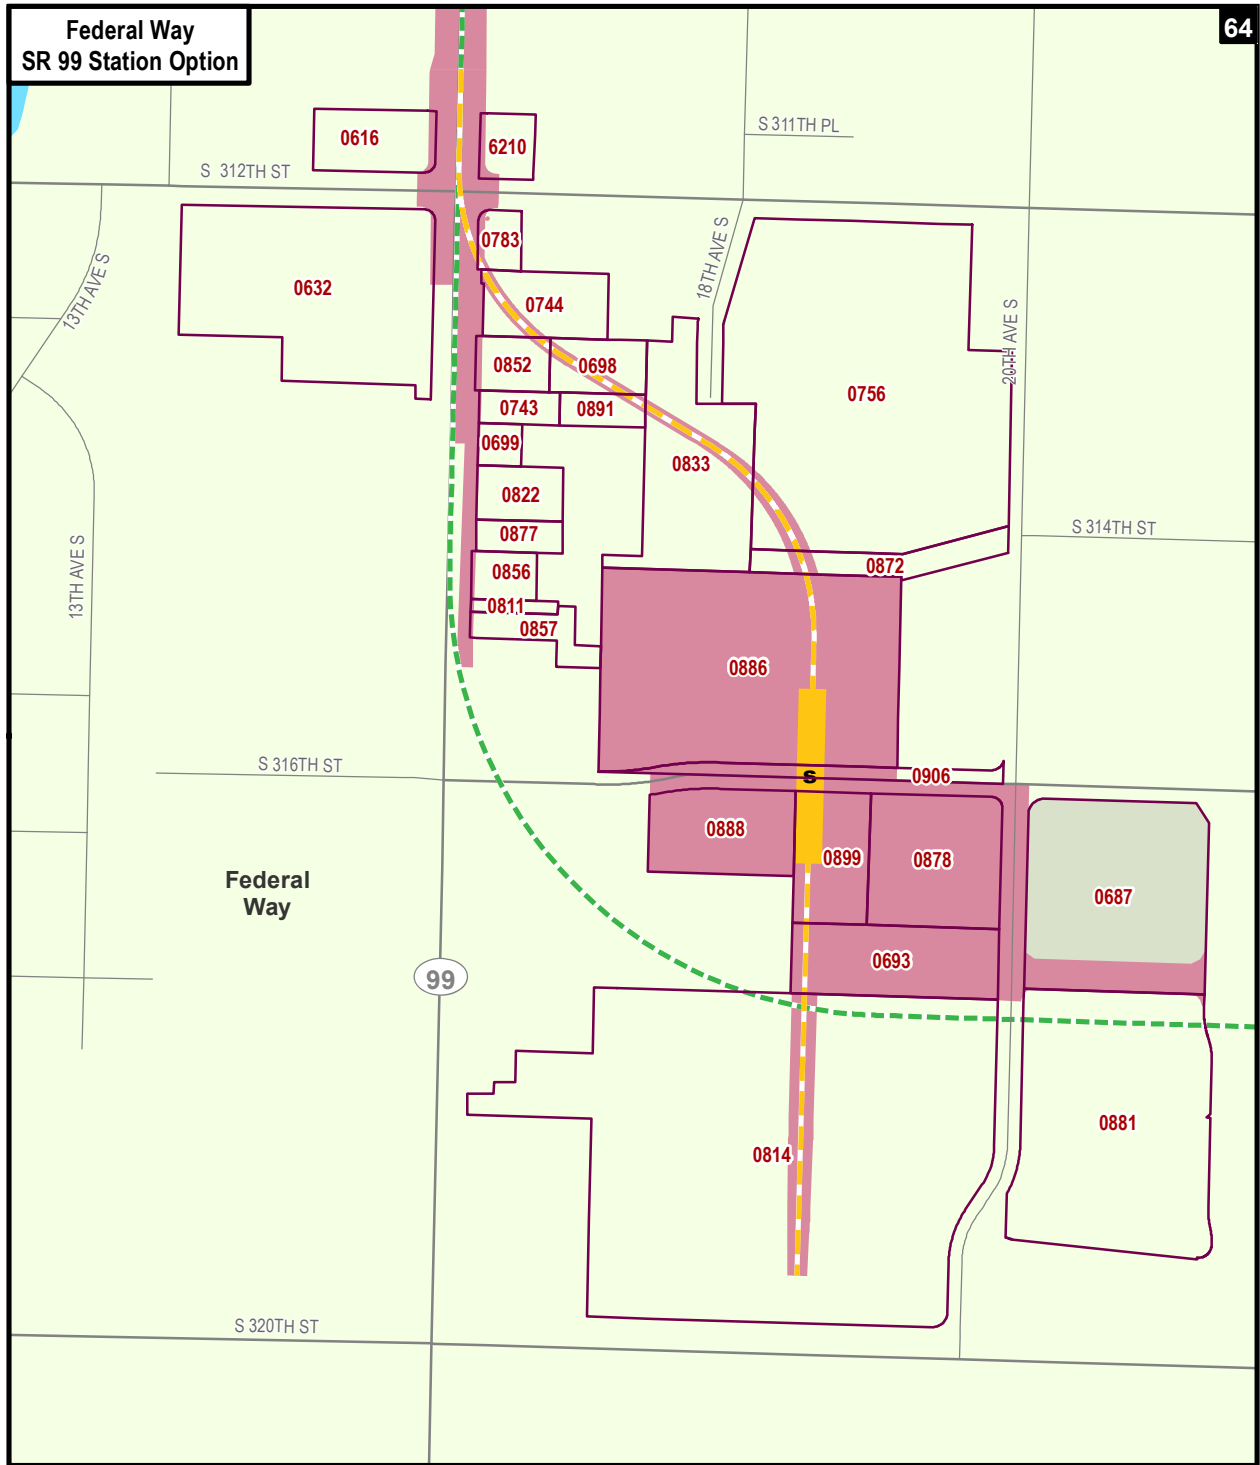 Federal Way
SR 99 Station Option
64
S 311TH PL
0616
6210
S 312TH ST
0783
18TH AVE S
13TH AVE S
0632
0744
20TH AVE S
0852
0698
0756
0743
0891
0699
0833
0822
S 314TH ST
0877
13TH AVE S
0856
0872
0811
0857
0886
S 316TH ST
S
0906
0888
0899
0878
Federal
Way
0687
99
0693
0881
0814
S 320TH ST